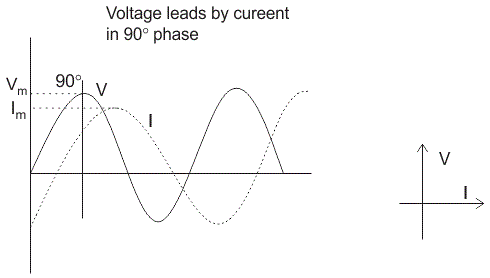 Voltage leads by cureent
in 90° phase
90°
V
Vm
Im
I
V
I